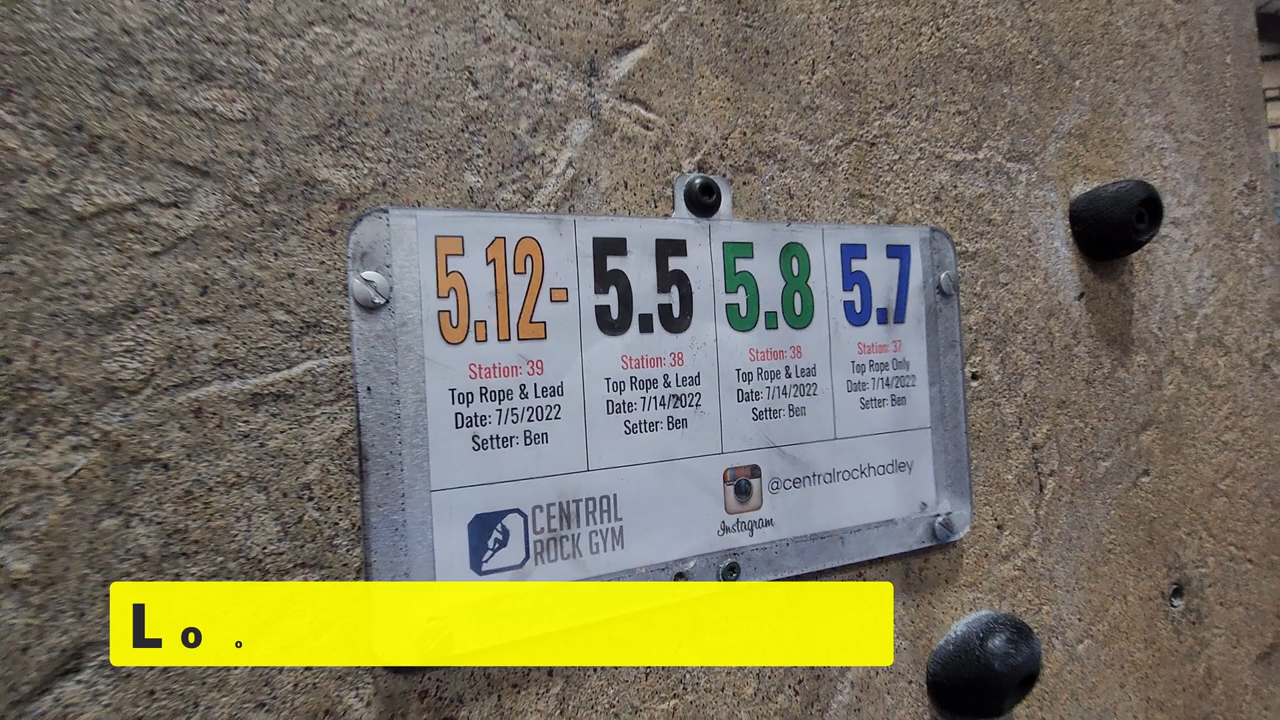 5.12-
Station: 39
Top Rope & Lead
Date: 7/5/2022
Setter: Ben
5.5
Station: 38
Top Rope & Lead
Date: 7/14/2022
Setter: Ben
5.8
Station: 38
Top Rope & Lead
Date: 7/14/2022
Setter: Ben
5.7
Station: 37
Top Rope Only
Date: 7/14/2022
Setter: Ben
CENTRAL
ROCK GYM
Instagram
@centralrockhadley
L o o